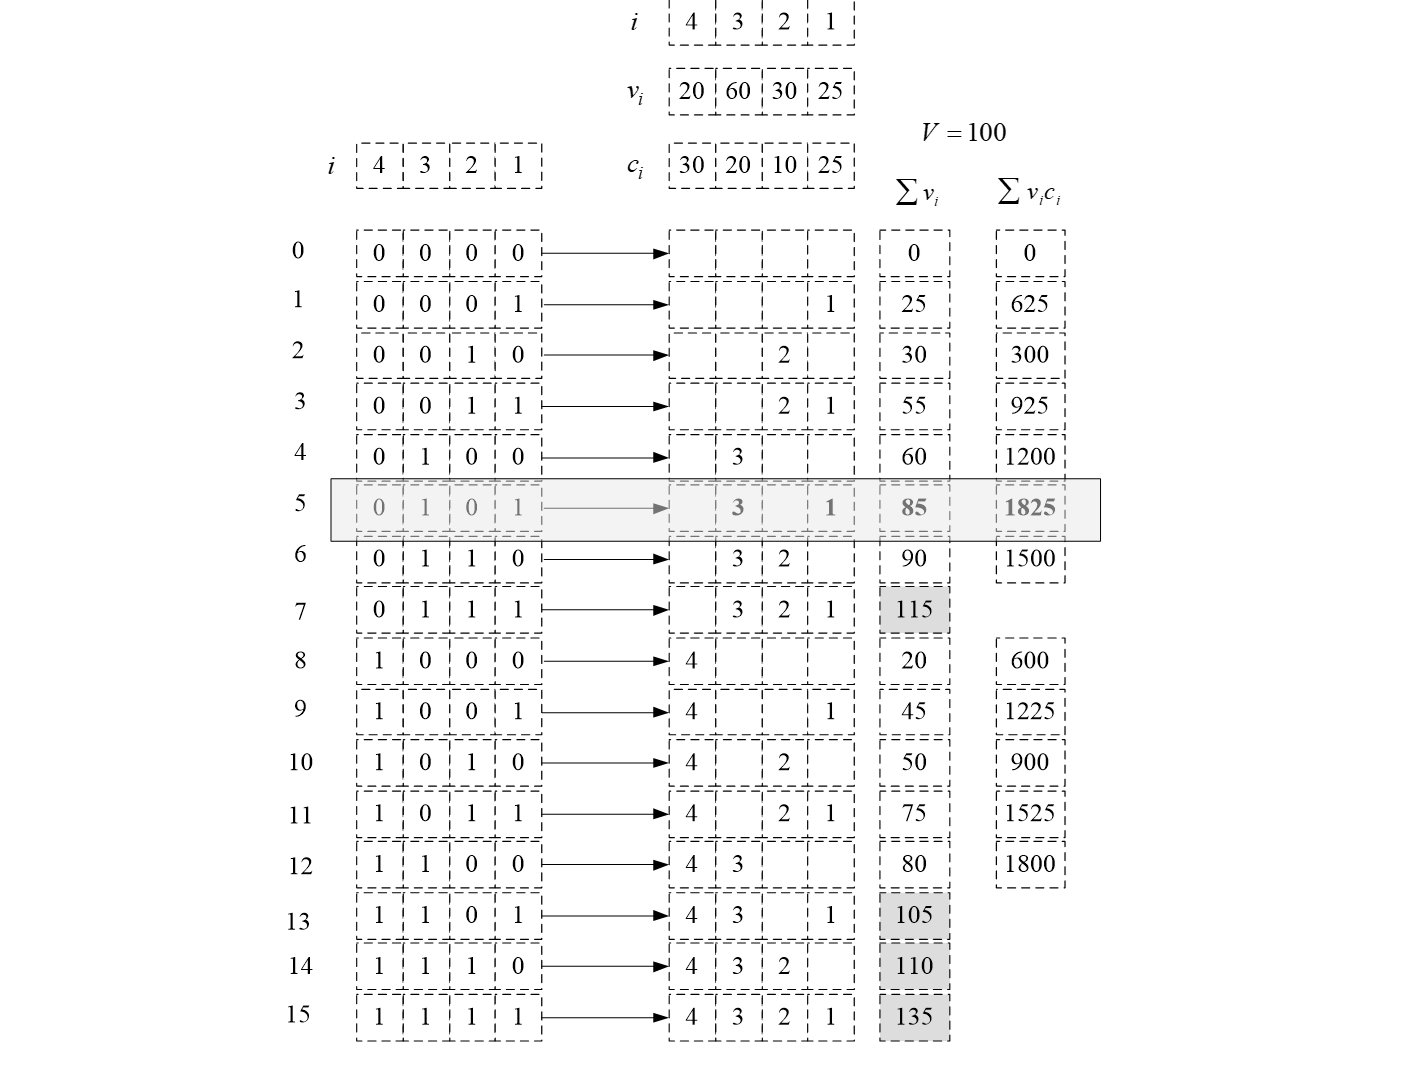 i 4 3 2 1
vᵢ 20 60 30 25
V = 100
i 4 3 2 1 cᵢ 30 20 10 25
∑ vᵢ ∑ vᵢcᵢ
0 0 0 0 0 0 0
1 0 0 0 1 1 25 625
2 0 0 1 0 2 30 300
3 0 0 1 1 2 1 55 925
4 0 1 0 0 3 60 1200
5 0 1 0 1 3 1 85 1825
6 0 1 1 0 3 2 90 1500
7 0 1 1 1 3 2 1 115
8 1 0 0 0 4 20 600
9 1 0 0 1 4 1 45 1225
10 1 0 1 0 4 2 50 900
11 1 0 1 1 4 2 1 75 1525
12 1 1 0 0 4 3 80 1800
13 1 1 0 1 4 3 1 105
14 1 1 1 0 4 3 2 110
15 1 1 1 1 4 3 2 1 135